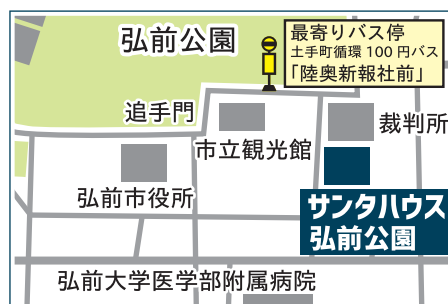 弘前公園
最寄りバス停
土手町循環100円バス
「陸奥新報社前」
追手門
市立観光館
裁判所
弘前市役所
サンタハウス
弘前公園
弘前大学医学部附属病院